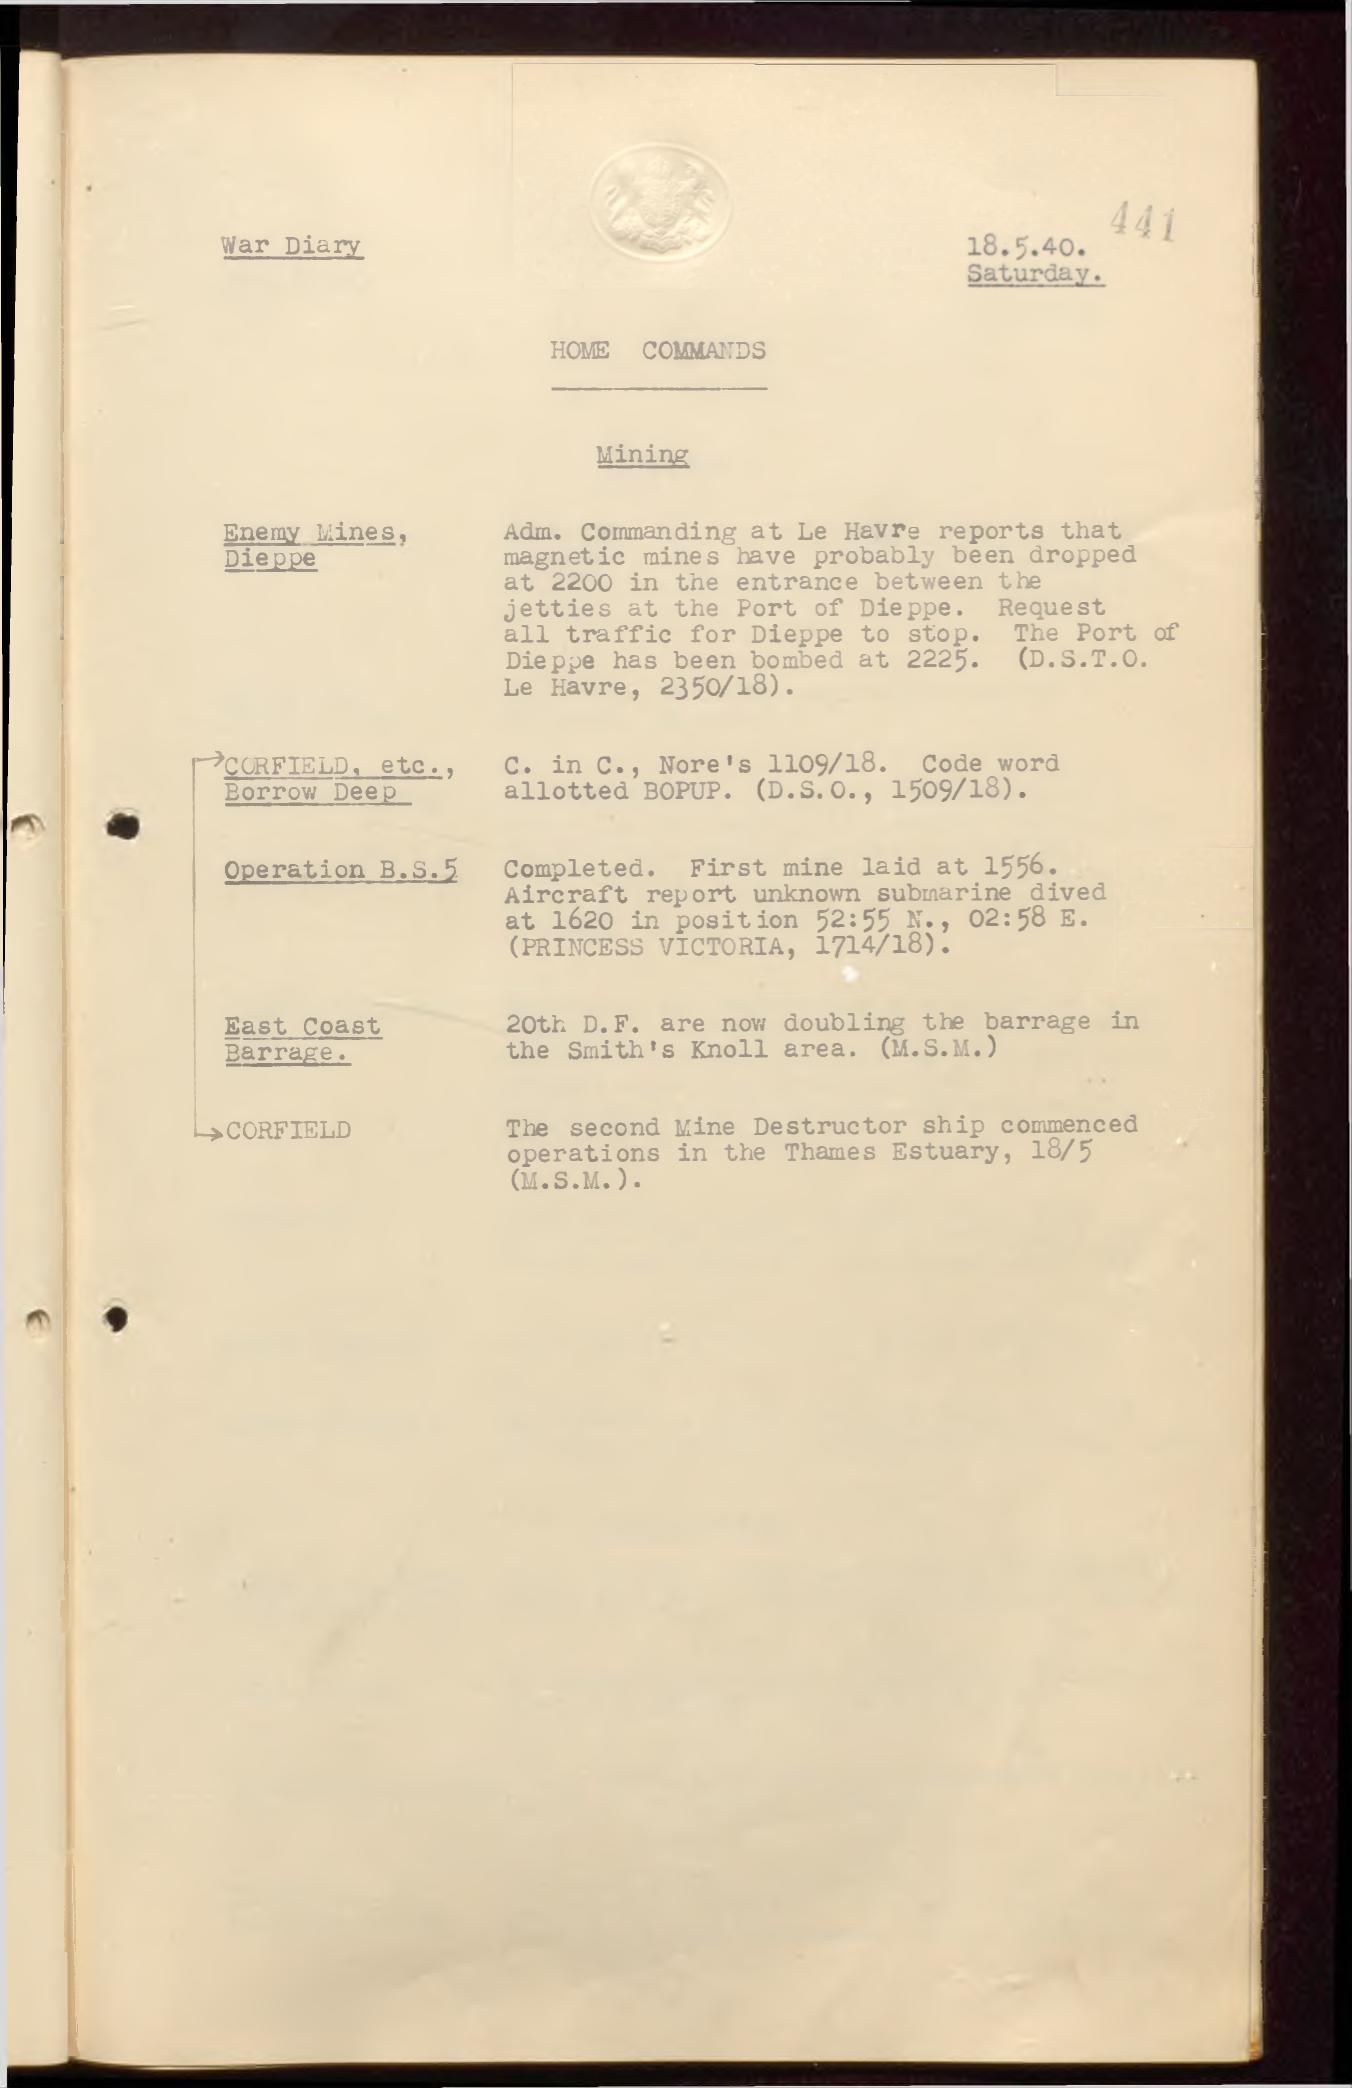 441
War Diary
18.5.40.
Saturday.
HOME COMMANDS
Mining
Enemy Mines,
Dieppe
Adm. Commanding at Le Havre reports that
magnetic mines have probably been dropped
at 2200 in the entrance between the
jetties at the Port of Dieppe. Request
all traffic for Dieppe to stop. The Port of
Dieppe has been bombed at 2225. (D.S.T.O.
Le Havre, 2350/18).
CORFIELD, etc.,
Borrow Deep
C. in C., Nore's 1109/18. Code word
allotted BOPUP. (D.S.O., 1509/18).
Operation B.S.5
Completed. First mine laid at 1556.
Aircraft report unknown submarine dived
at 1620 in position 52:55 N., 02:58 E.
(PRINCESS VICTORIA, 1714/18).
East Coast
Barrage.
20th D.F. are now doubling the barrage in
the Smith's Knoll area. (M.S.M.)
CORFIELD
The second Mine Destructor ship commenced
operations in the Thames Estuary, 18/5
(M.S.M.).